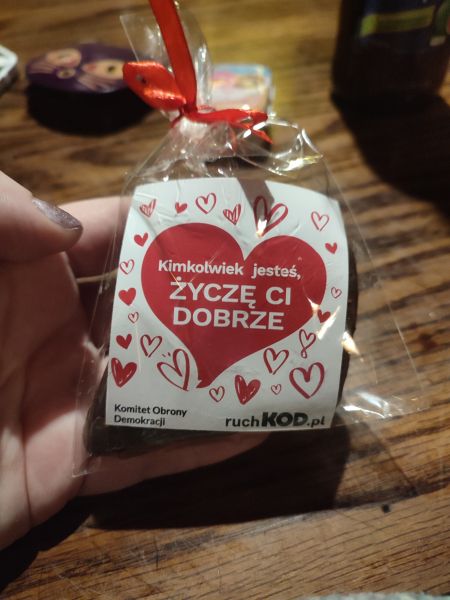 Kimkolwiek jesteś,
ŻYCZĘ CI
DOBRZE
Komitet Obrony
Demokracji
ruchKOD.pl